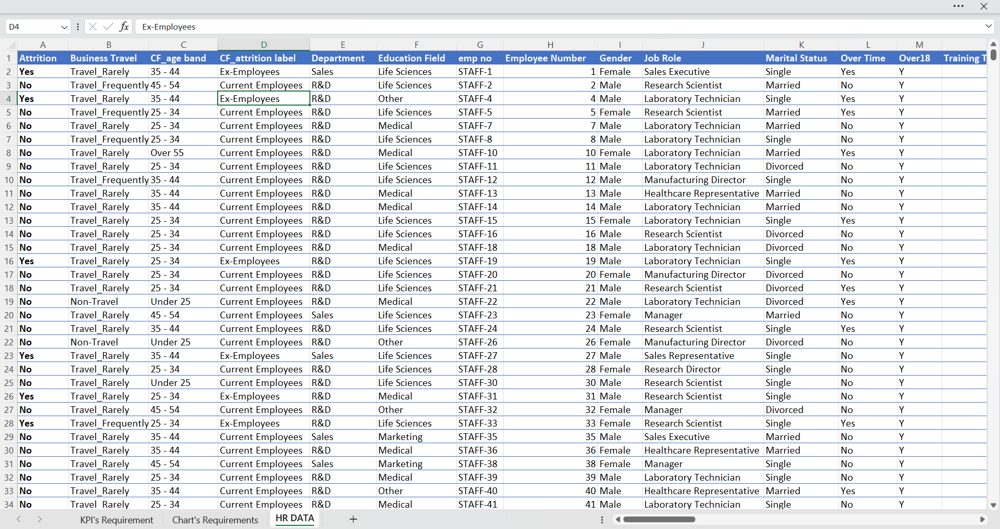 D4 fx Ex-Employees
A B C D E F G H I J K L M
1 Attrition Business Travel CF_age band CF_attrition label Department Education Field emp no Employee Number Gender Job Role Marital Status Over Time Over18 Training T
2 Yes Travel_Rarely 35 - 44 Ex-Employees Sales Life Sciences STAFF-1 1 Female Sales Executive Single Yes Y
3 No Travel_Frequently 45 - 54 Current Employees R&D Life Sciences STAFF-2 2 Male Research Scientist Married No Y
4 Yes Travel_Rarely 35 - 44 Ex-Employees R&D Other STAFF-4 4 Male Laboratory Technician Single Yes Y
5 No Travel_Frequently 25 - 34 Current Employees R&D Life Sciences STAFF-5 5 Female Research Scientist Married Yes Y
6 No Travel_Rarely 25 - 34 Current Employees R&D Medical STAFF-7 7 Male Laboratory Technician Married No Y
7 No Travel_Frequently 25 - 34 Current Employees R&D Life Sciences STAFF-8 8 Male Laboratory Technician Single No Y
8 No Travel_Rarely Over 55 Current Employees R&D Medical STAFF-10 10 Female Laboratory Technician Married Yes Y
9 No Travel_Rarely 25 - 34 Current Employees R&D Life Sciences STAFF-11 11 Male Laboratory Technician Divorced No Y
10 No Travel_Frequently 35 - 44 Current Employees R&D Life Sciences STAFF-12 12 Male Manufacturing Director Single No Y
11 No Travel_Rarely 35 - 44 Current Employees R&D Medical STAFF-13 13 Male Healthcare Representative Married No Y
12 No Travel_Rarely 35 - 44 Current Employees R&D Medical STAFF-14 14 Male Laboratory Technician Married No Y
13 No Travel_Rarely 25 - 34 Current Employees R&D Life Sciences STAFF-15 15 Female Laboratory Technician Single Yes Y
14 No Travel_Rarely 25 - 34 Current Employees R&D Life Sciences STAFF-16 16 Male Research Scientist Divorced No Y
15 No Travel_Rarely 25 - 34 Current Employees R&D Medical STAFF-18 18 Male Laboratory Technician Divorced No Y
16 Yes Travel_Rarely 25 - 34 Ex-Employees R&D Life Sciences STAFF-19 19 Male Laboratory Technician Single Yes Y
17 No Travel_Rarely 25 - 34 Current Employees R&D Life Sciences STAFF-20 20 Female Manufacturing Director Divorced No Y
18 No Travel_Rarely 25 - 34 Current Employees R&D Life Sciences STAFF-21 21 Male Research Scientist Divorced Yes Y
19 No Non-Travel Under 25 Current Employees R&D Medical STAFF-22 22 Male Laboratory Technician Divorced Yes Y
20 No Travel_Rarely 45 - 54 Current Employees Sales Life Sciences STAFF-23 23 Female Manager Married No Y
21 No Travel_Rarely 35 - 44 Current Employees R&D Life Sciences STAFF-24 24 Male Research Scientist Single Yes Y
22 No Non-Travel Under 25 Current Employees R&D Other STAFF-26 26 Female Manufacturing Director Divorced No Y
23 Yes Travel_Rarely 35 - 44 Ex-Employees Sales Life Sciences STAFF-27 27 Male Sales Representative Single No Y
24 No Travel_Rarely 25 - 34 Current Employees R&D Life Sciences STAFF-28 28 Female Research Director Single No Y
25 No Travel_Rarely Under 25 Current Employees R&D Life Sciences STAFF-30 30 Male Research Scientist Single No Y
26 Yes Travel_Rarely 25 - 34 Ex-Employees R&D Medical STAFF-31 31 Male Research Scientist Single No Y
27 No Travel_Rarely 45 - 54 Current Employees R&D Other STAFF-32 32 Female Manager Divorced No Y
28 Yes Travel_Frequently 25 - 34 Ex-Employees R&D Life Sciences STAFF-33 33 Female Research Scientist Single Yes Y
29 No Travel_Rarely 35 - 44 Current Employees Sales Marketing STAFF-35 35 Male Sales Executive Married No Y
30 No Travel_Rarely 35 - 44 Current Employees R&D Medical STAFF-36 36 Female Healthcare Representative Married No Y
31 No Travel_Rarely 45 - 54 Current Employees Sales Marketing STAFF-38 38 Female Manager Single No Y
32 No Travel_Rarely 25 - 34 Current Employees R&D Medical STAFF-39 39 Male Laboratory Technician Single No Y
33 No Travel_Rarely 35 - 44 Current Employees R&D Other STAFF-40 40 Male Healthcare Representative Married Yes Y
34 No Travel_Rarely 25 - 34 Current Employees R&D Medical STAFF-41 41 Male Laboratory Technician Single No Y
KPI's Requirement Chart's Requirements HR DATA +